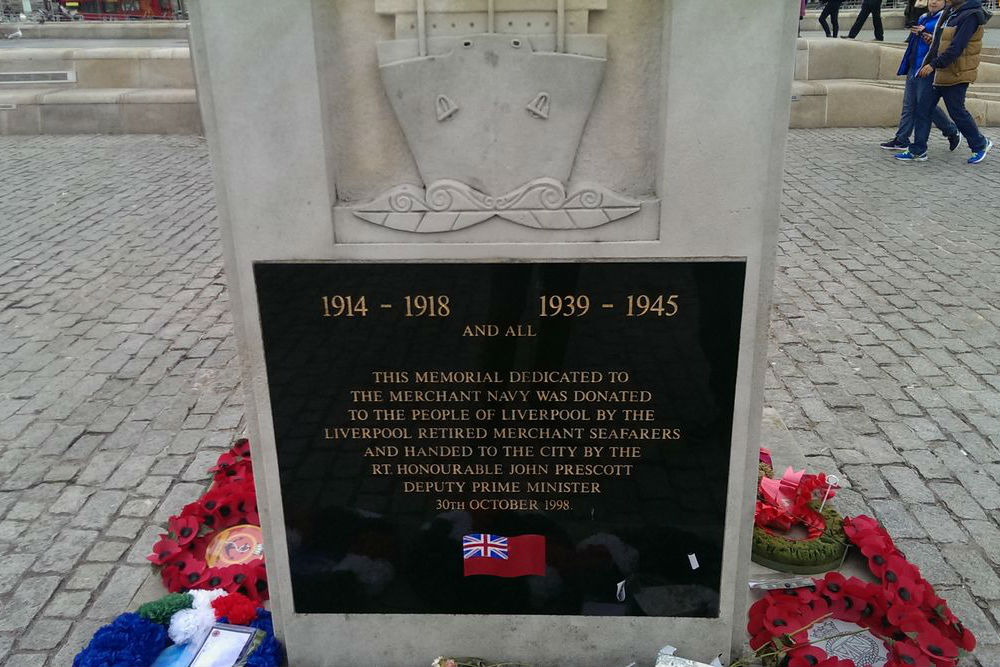 1914 - 1918 1939 - 1945
AND ALL
THIS MEMORIAL DEDICATED TO
THE MERCHANT NAVY WAS DONATED
TO THE PEOPLE OF LIVERPOOL BY THE
LIVERPOOL RETIRED MERCHANT SEAFARERS
AND HANDED TO THE CITY BY THE
RT. HONOURABLE JOHN PRESCOTT
DEPUTY PRIME MINISTER
30TH OCTOBER 1998.